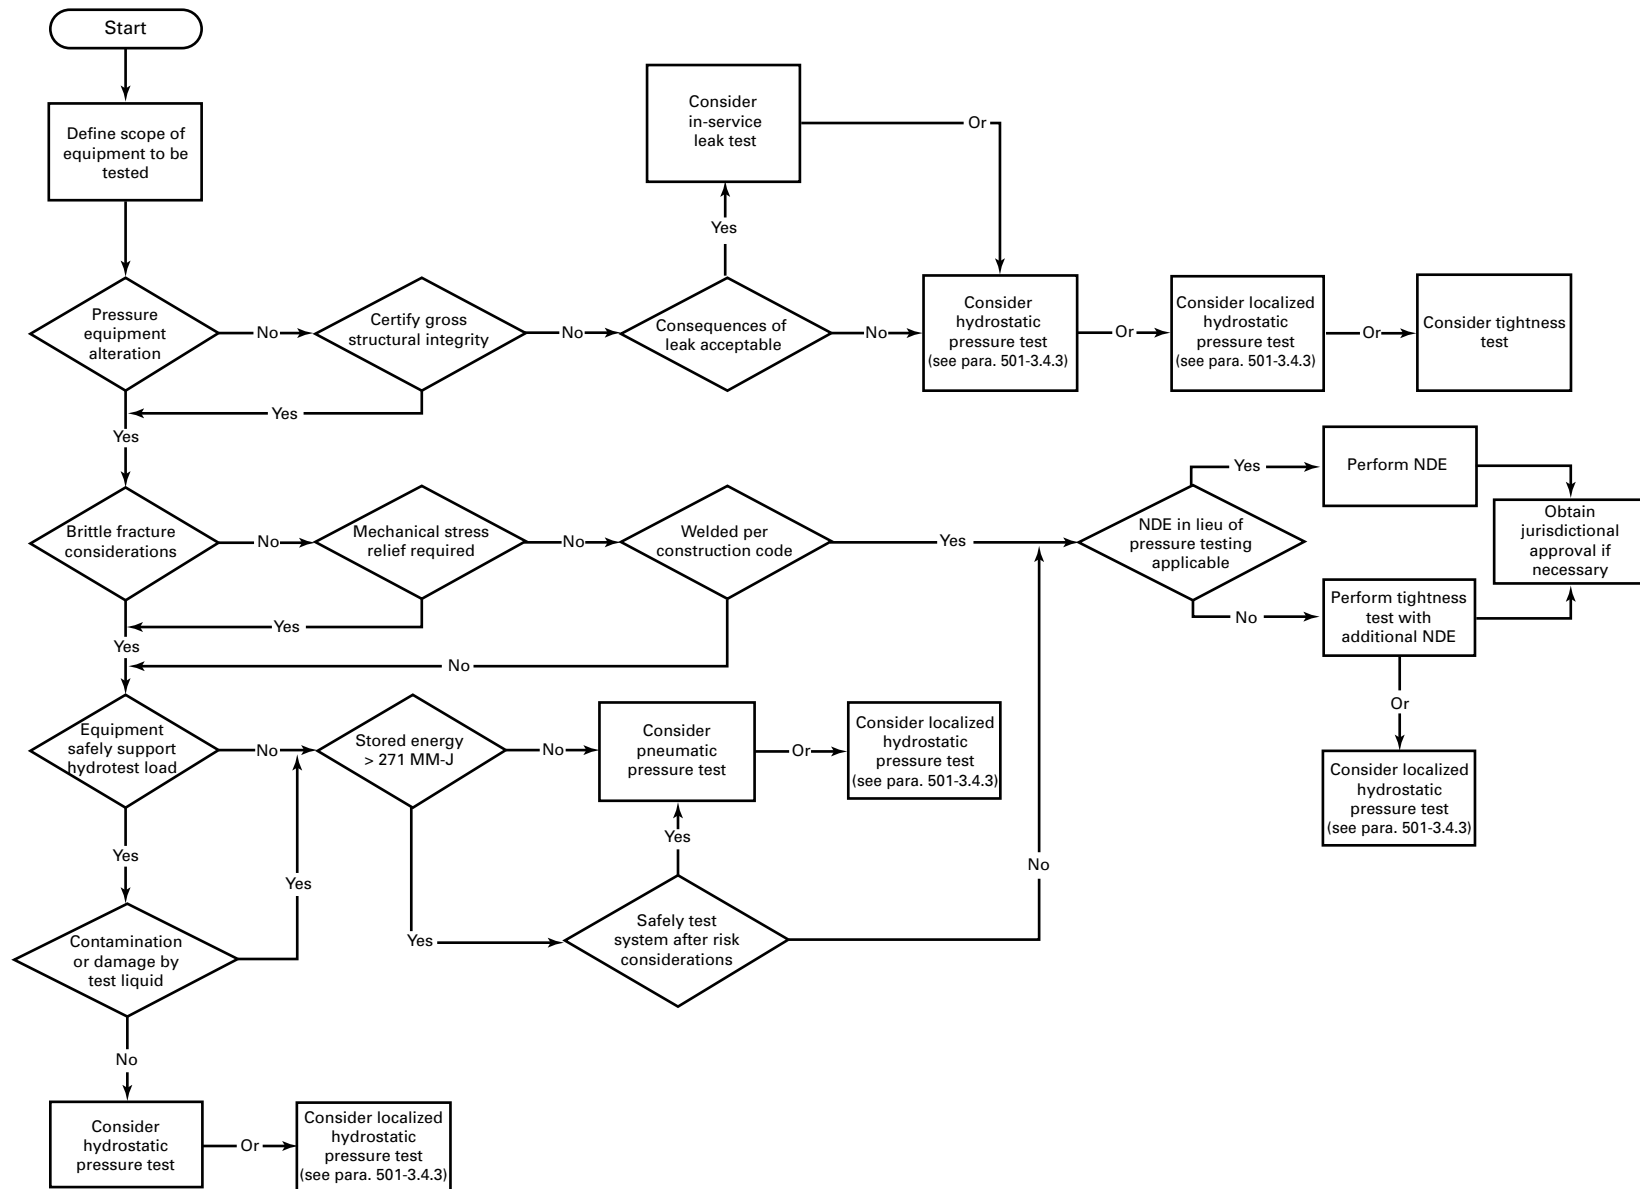 Start
Define scope of
equipment to be
tested
Consider
in-service
leak test
Or
Yes
Pressure
equipment
alteration
No
Certify gross
structural integrity
No
Consequences of
leak acceptable
No
Consider
hydrostatic
pressure test
(see para. 501-3.4.3)
Or
Consider localized
hydrostatic
pressure test
(see para. 501-3.4.3)
Or
Consider tightness
test
Yes
Yes
Brittle fracture
considerations
No
Mechanical stress
relief required
No
Welded per
construction code
Yes
NDE in lieu of
pressure testing
applicable
Yes
Perform NDE
Obtain
jurisdictional
approval if
necessary
No
Perform tightness
test with
additional NDE
Or
Consider localized
hydrostatic
pressure test
(see para. 501-3.4.3)
Yes
Yes
No
Equipment
safely support
hydrotest load
No
Stored energy
> 271 MM-J
No
Consider
pneumatic
pressure test
Or
Consider localized
hydrostatic
pressure test
(see para. 501-3.4.3)
Yes
Yes
Yes
No
Contamination
or damage by
test liquid
Yes
Safely test
system after risk
considerations
No
Consider
hydrostatic
pressure test
Or
Consider localized
hydrostatic
pressure test
(see para. 501-3.4.3)